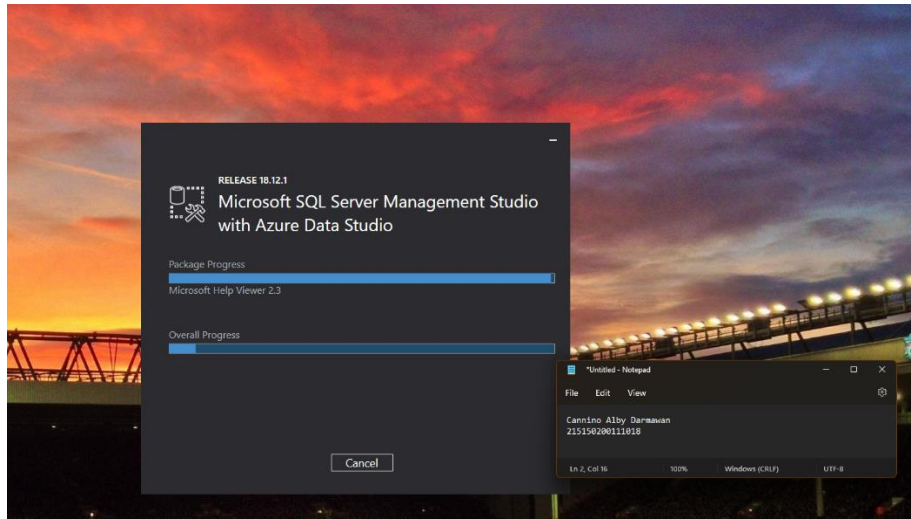 RELEASE 18.12.1
Microsoft SQL Server Management Studio
with Azure Data Studio
Package Progress
Microsoft Help Viewer 2.3
Overall Progress
Cancel
*Untitled - Notepad
File Edit View
Cannino Alby Darmawan
215150200111018
Ln 2, Col 16 100% Windows (CRLF) UTF-8